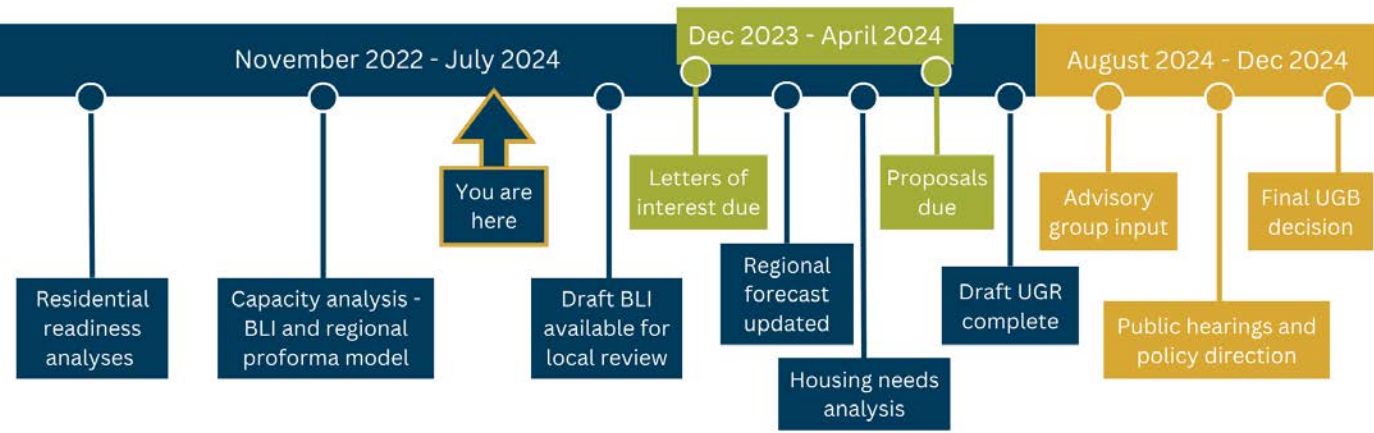 Dec 2023 - April 2024
November 2022 - July 2024
August 2024 - Dec 2024
You are
here
Letters of
interest due
Proposals
due
Advisory
group input
Final UGB
decision
Residential
readiness
analyses
Capacity analysis -
BLI and regional
proforma model
Draft BLI
available for
local review
Regional
forecast
updated
Housing needs
analysis
Draft UGR
complete
Public hearings and
policy direction